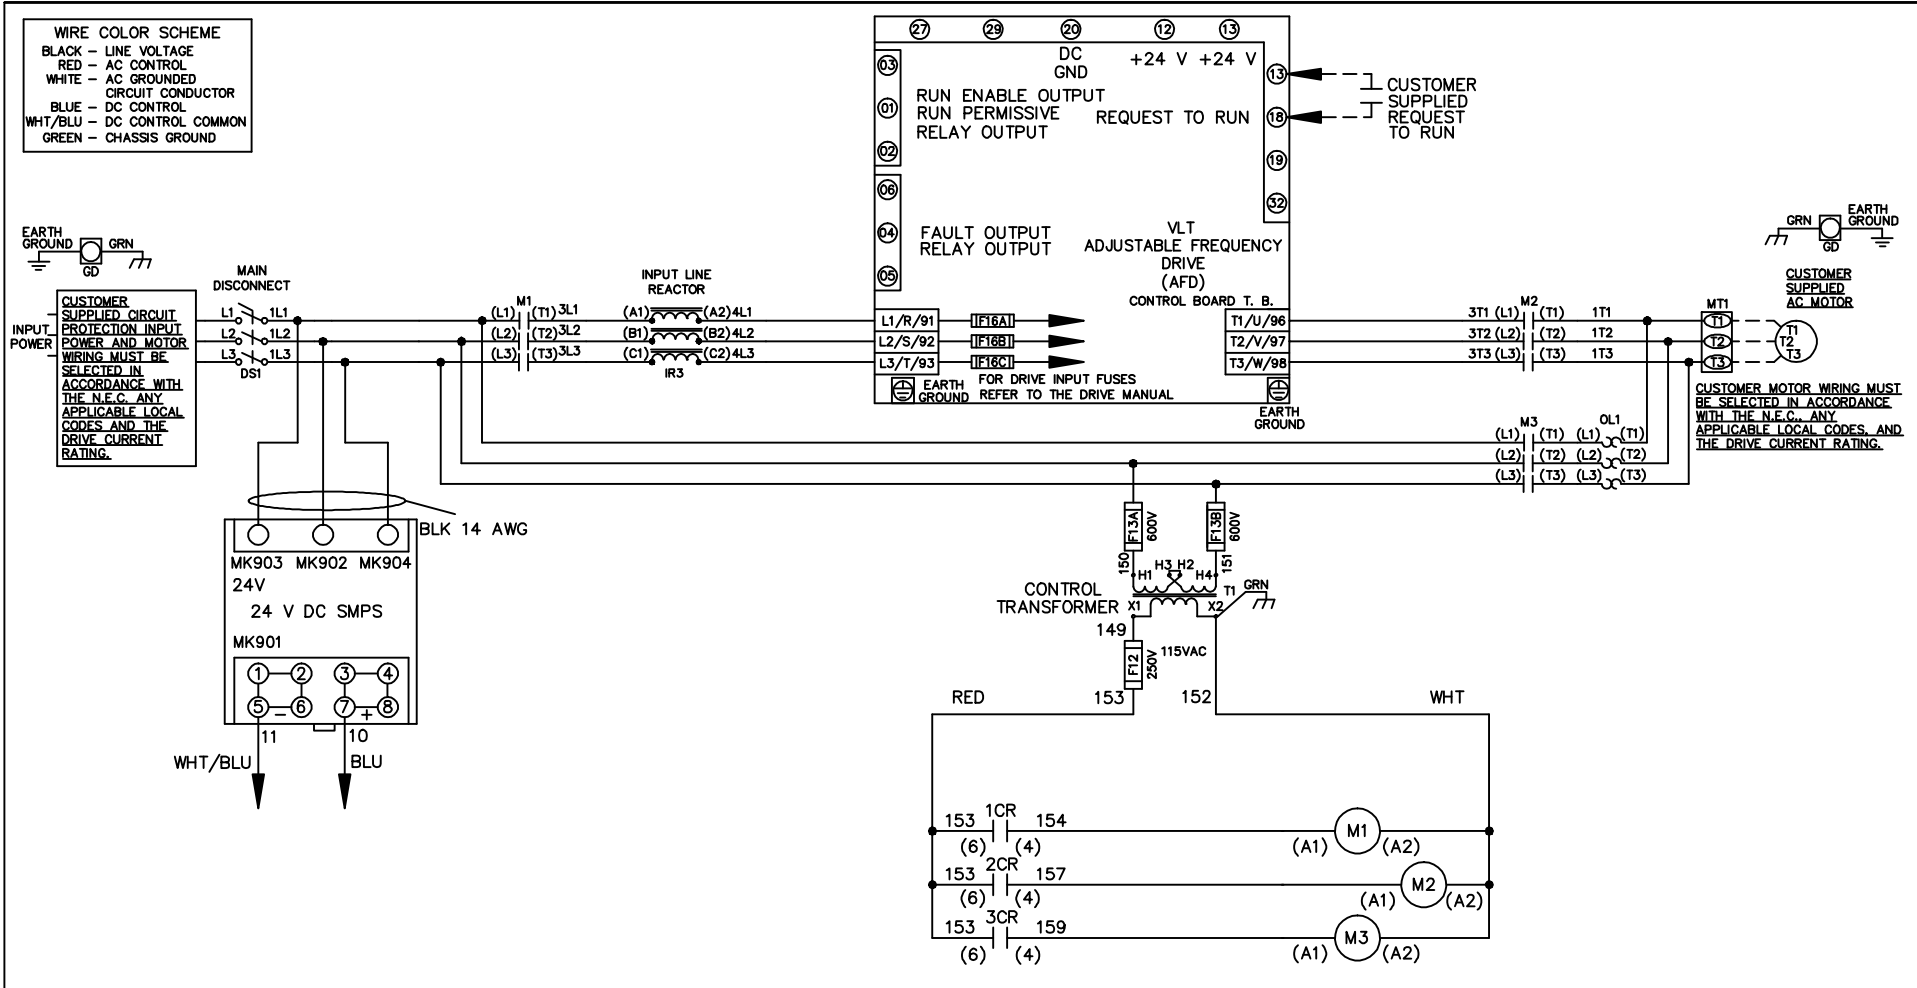 WIRE COLOR SCHEME
BLACK – LINE VOLTAGE
RED – AC CONTROL
WHITE – AC GROUNDED
CIRCUIT CONDUCTOR
BLUE – DC CONTROL
WHT/BLU – DC CONTROL COMMON
GREEN – CHASSIS GROUND
27 29 20 12 13
DC
GND
+24 V +24 V
03
01
02
RUN ENABLE OUTPUT
RUN PERMISSIVE
RELAY OUTPUT
REQUEST TO RUN
13
18
19
32
CUSTOMER
SUPPLIED
REQUEST
TO RUN
06
04
05
FAULT OUTPUT
RELAY OUTPUT
VLT
ADJUSTABLE FREQUENCY
DRIVE
(AFD)
CONTROL BOARD T. B.
EARTH
GROUND
GRN
GD
GRN
EARTH
GROUND
GD
INPUT
POWER
CUSTOMER
SUPPLIED CIRCUIT
PROTECTION INPUT
POWER AND MOTOR
WIRING MUST BE
SELECTED IN
ACCORDANCE WITH
THE N.E.C. ANY
APPLICABLE LOCAL
CODES AND THE
DRIVE CURRENT
RATING.
MAIN
DISCONNECT
L1 1L1
L2 1L2
L3 1L3
DS1
M1
(L1) (T1) 3L1
(L2) (T2) 3L2
(L3) (T3) 3L3
INPUT LINE
REACTOR
(A1) (A2) 4L1
(B1) (B2) 4L2
(C1) (C2) 4L3
IR3
L1/R/91 F16A
L2/S/92 F16B
L3/T/93 F16C
EARTH
GROUND
FOR DRIVE INPUT FUSES
REFER TO THE DRIVE MANUAL
T1/U/96
T2/V/97
T3/W/98
EARTH
GROUND
M2
3T1 (L1) (T1) 1T1
3T2 (L2) (T2) 1T2
3T3 (L3) (T3) 1T3
CUSTOMER
SUPPLIED
AC MOTOR
MT1
T1
T2
T3
T1
T2
T3
CUSTOMER MOTOR WIRING MUST
BE SELECTED IN ACCORDANCE
WITH THE N.E.C., ANY
APPLICABLE LOCAL CODES, AND
THE DRIVE CURRENT RATING.
M3 OL1
(L1) (T1) (L1) (T1)
(L2) (T2) (L2) (T2)
(L3) (T3) (L3) (T3)
BLK 14 AWG
MK903 MK902 MK904
24V
24 V DC SMPS
MK901
1 2 3 4
5 – 6 7 + 8
11 10
WHT/BLU BLU
F13A 600V
F13B 600V
150 151
H1 H3 H2 H4
CONTROL
TRANSFORMER
X1 X2 T1 GRN
149
F12 250V
115VAC
RED 153 152 WHT
1CR
153 154
(6) (4)
M1
(A1) (A2)
2CR
153 157
(6) (4)
M2
(A1) (A2)
3CR
153 159
(6) (4)
M3
(A1) (A2)